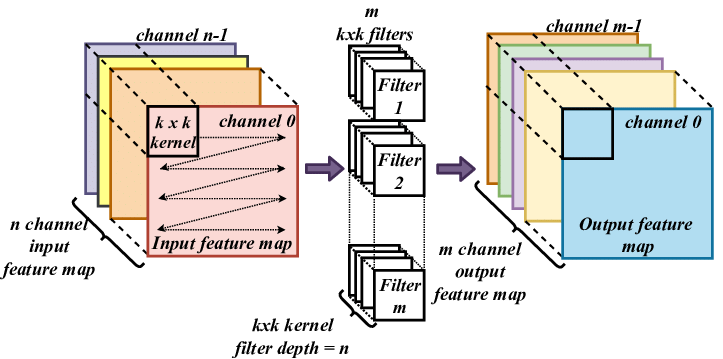 channel n-1
k x k
kernel
channel 0
Input feature map
n channel
input
feature map
m
kxk filters
Filter
1
Filter
2
Filter
m
kxk kernel
filter depth = n
channel m-1
channel 0
Output feature
map
m channel
output
feature map